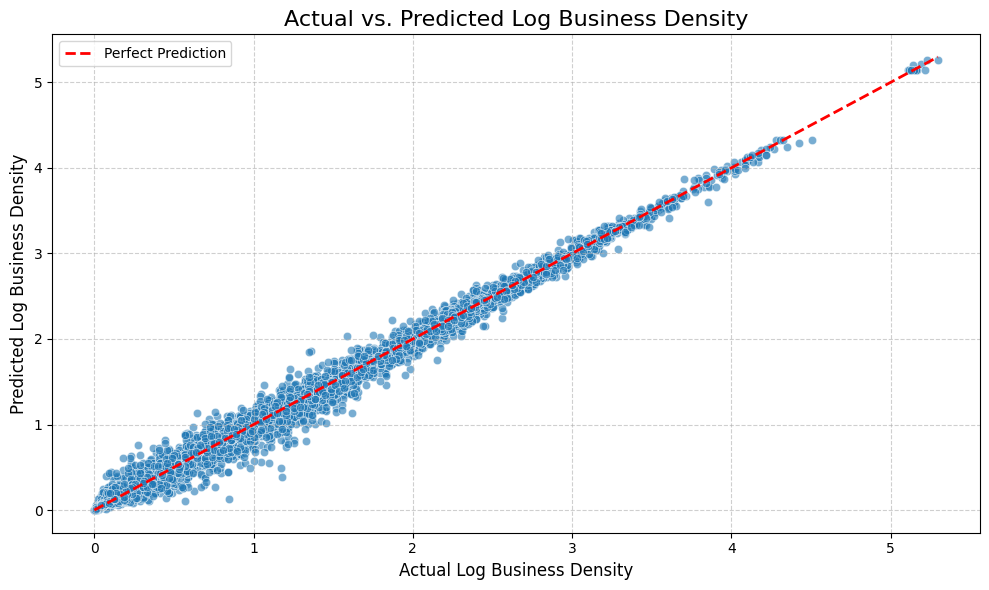 Actual vs. Predicted Log Business Density
Perfect Prediction
Predicted Log Business Density
5
4
3
2
1
0
0 1 2 3 4 5
Actual Log Business Density